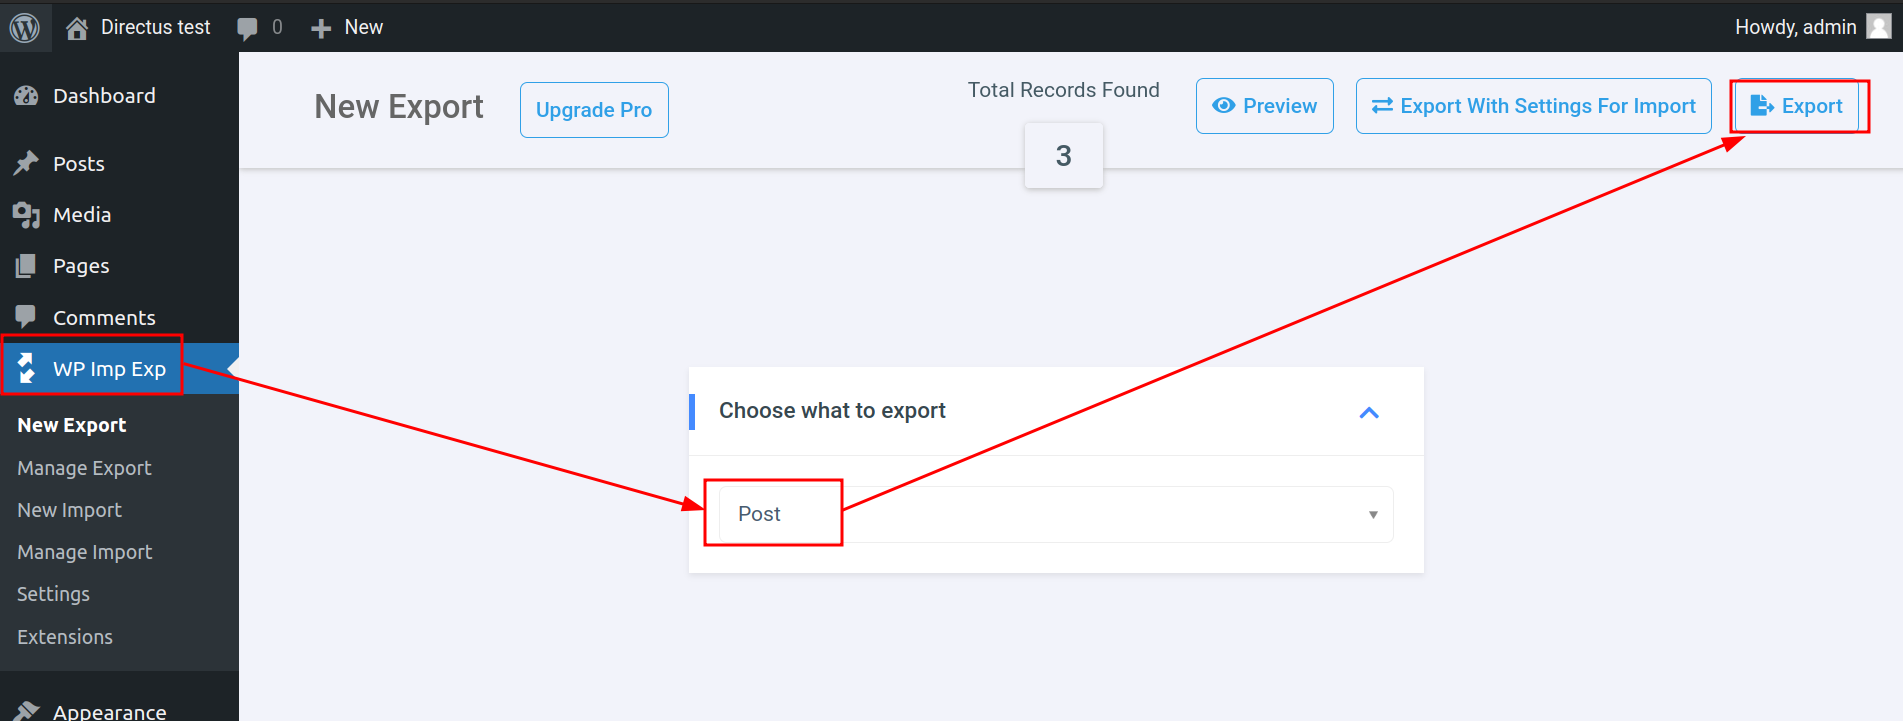 Directus test
0
New
Howdy, admin
Dashboard
Posts
Media
Pages
Comments
WP Imp Exp
New Export
Manage Export
New Import
Manage Import
Settings
Extensions
Appearance
New Export
Upgrade Pro
Total Records Found
3
Preview
Export With Settings For Import
Export
Choose what to export
Post